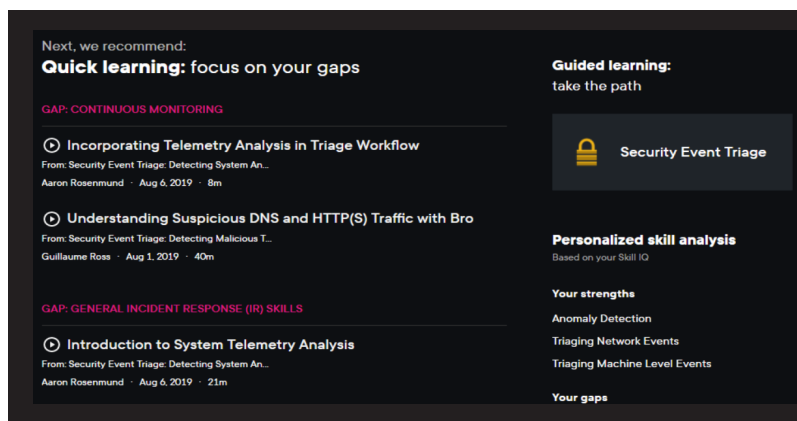 Next, we recommend:
Quick learning: focus on your gaps
GAP: CONTINUOUS MONITORING
Incorporating Telemetry Analysis in Triage Workflow
From: Security Event Triage: Detecting System An...
Aaron Rosenmund · Aug 6, 2019 · 8m
Understanding Suspicious DNS and HTTP(S) Traffic with Bro
From: Security Event Triage: Detecting Malicious T...
Guillaume Ross · Aug 1, 2019 · 40m
GAP: GENERAL INCIDENT RESPONSE (IR) SKILLS
Introduction to System Telemetry Analysis
From: Security Event Triage: Detecting System An...
Aaron Rosenmund · Aug 6, 2019 · 21m
Guided learning:
take the path
Security Event Triage
Personalized skill analysis
Based on your Skill IQ
Your strengths
Anomaly Detection
Triaging Network Events
Triaging Machine Level Events
Your gaps